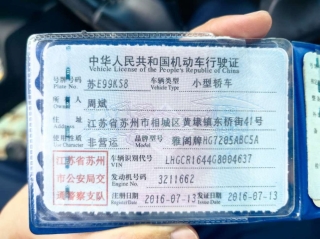 中华人民共和国机动车行驶证
Vehicle License of the People's Republic of China
号牌号码 Plate No. 苏E99K58 车辆类型 Vehicle Type 小型轿车
所有人 Owner 周斌
住址 Address 江苏省苏州市相城区黄埭镇东桥街41号
使用性质 Use Character 非营运 品牌型号 Model 雅阁牌HG7205ABC5A
江苏省苏州市公安局交通警察支队
车辆识别代号 VIN LHGCR1644G8004637
发动机号码 Engine No. 3211662
注册日期 Register Date 2016-07-13 发证日期 Issue Date 2016-07-13